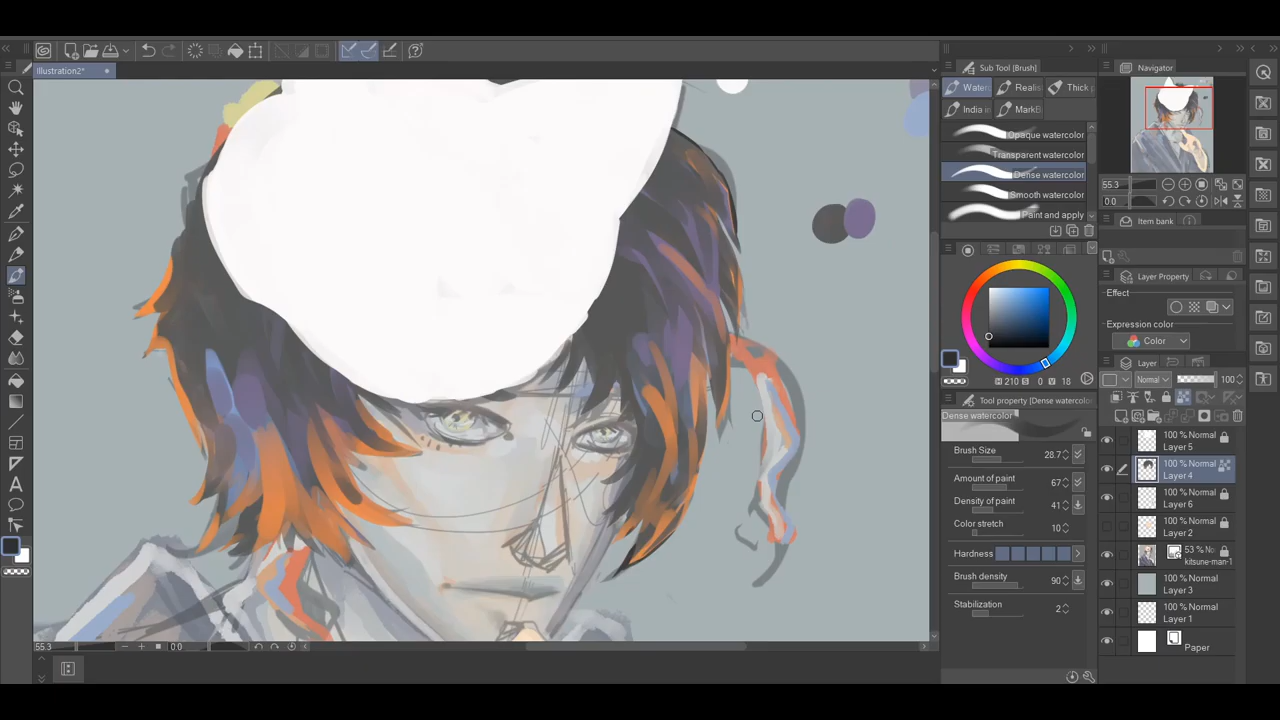 Illustration2*
Sub Tool [Brush]
Navigator
Realis
Thick
India
MarkB
Opaque watercolor
Transparent watercolor
Dense watercolor
Smooth watercolor
Paint and apply
55.3
0.0
Item bank
Layer Property
Effect
Expression color
Color
H 210 S 0 V 18
Layer
Normal
100
Tool property [Dense watercolor
Dense watercolor
Brush Size 28.7
Amount of paint 67
Density of paint 41
Color stretch 10
Hardness
Brush density 90
Stabilization 2
100 % Normal
Layer 5
100 % Normal
Layer 4
100 % Normal
Layer 6
100 % Normal
Layer 2
53 % No
kitsune-man-1
100 % Normal
Layer 3
100 % Normal
Layer 1
Paper
55.3
0.0